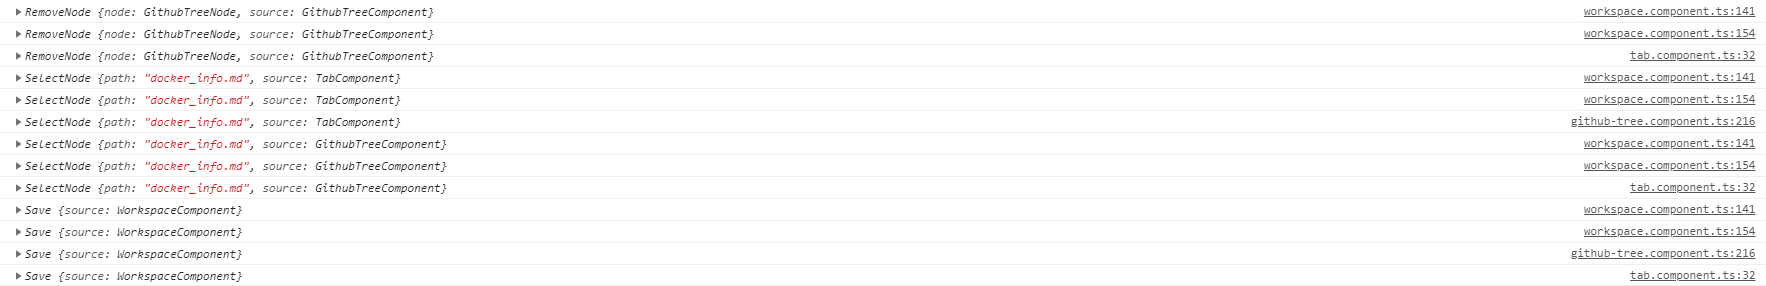 RemoveNode {node: GithubTreeNode, source: GithubTreeComponent} workspace.component.ts:141
RemoveNode {node: GithubTreeNode, source: GithubTreeComponent} workspace.component.ts:154
RemoveNode {node: GithubTreeNode, source: GithubTreeComponent} tab.component.ts:32
SelectNode {path: "docker_info.md", source: TabComponent} workspace.component.ts:141
SelectNode {path: "docker_info.md", source: TabComponent} workspace.component.ts:154
SelectNode {path: "docker_info.md", source: TabComponent} github-tree.component.ts:216
SelectNode {path: "docker_info.md", source: GithubTreeComponent} workspace.component.ts:141
SelectNode {path: "docker_info.md", source: GithubTreeComponent} workspace.component.ts:154
SelectNode {path: "docker_info.md", source: GithubTreeComponent} tab.component.ts:32
Save {source: WorkspaceComponent} workspace.component.ts:141
Save {source: WorkspaceComponent} workspace.component.ts:154
Save {source: WorkspaceComponent} github-tree.component.ts:216
Save {source: WorkspaceComponent} tab.component.ts:32